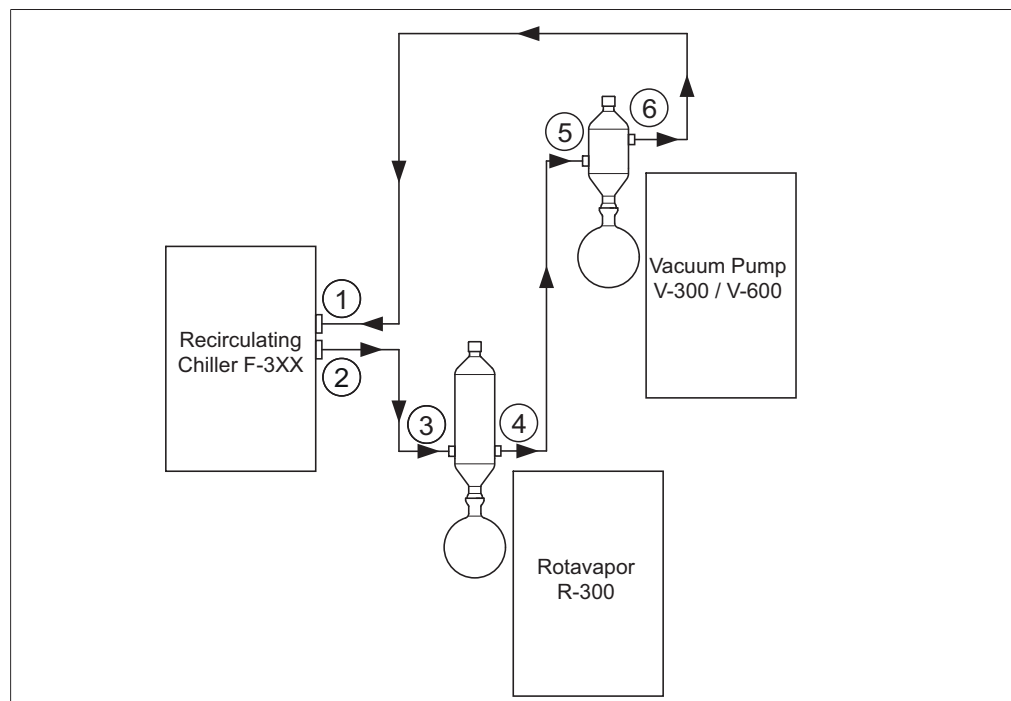 6
5
Vacuum Pump
V-300 / V-600
1
Recirculating
Chiller F-3XX
2
3
4
Rotavapor
R-300